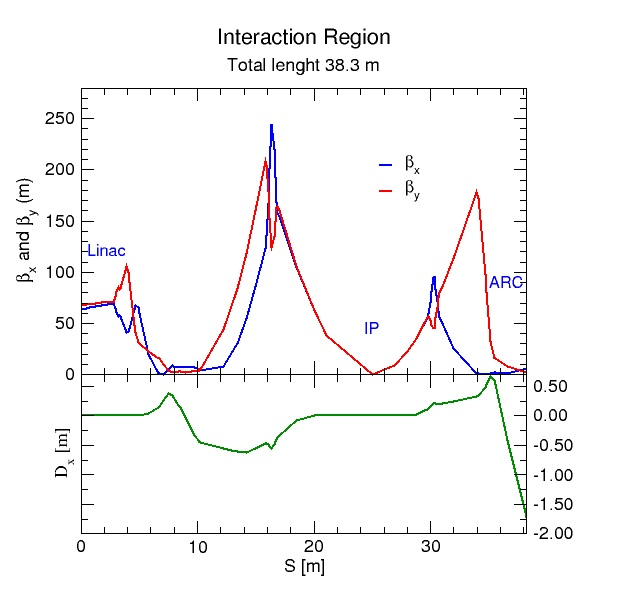 Interaction Region
Total lenght 38.3 m
250
200
150
100
50
0
βx and βy (m)
βx
βy
Linac
IP
ARC
0.50
0.00
-0.50
-1.00
-1.50
-2.00
Dx [m]
0 10 20 30
S [m]